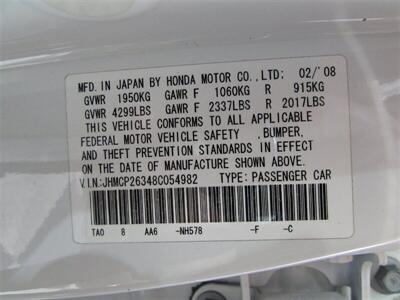 MFD. IN JAPAN BY HONDA MOTOR CO.,LTD: 02/'08
GVWR 1950KG GAWR F 1060KG R 915KG
GVWR 4299LBS GAWR F 2337LBS R 2017LBS
THIS VEHICLE CONFORMS TO ALL APPLICABLE
FEDERAL MOTOR VEHICLE SAFETY ,BUMPER,
AND THEFT PREVENTION STANDARDS IN EFFECT
ON THE DATE OF MANUFACTURE SHOWN ABOVE.
V.I.N:JHMCP26348C054982 TYPE: PASSENGER CAR
TA0 8 AA6 -NH578 -F -C